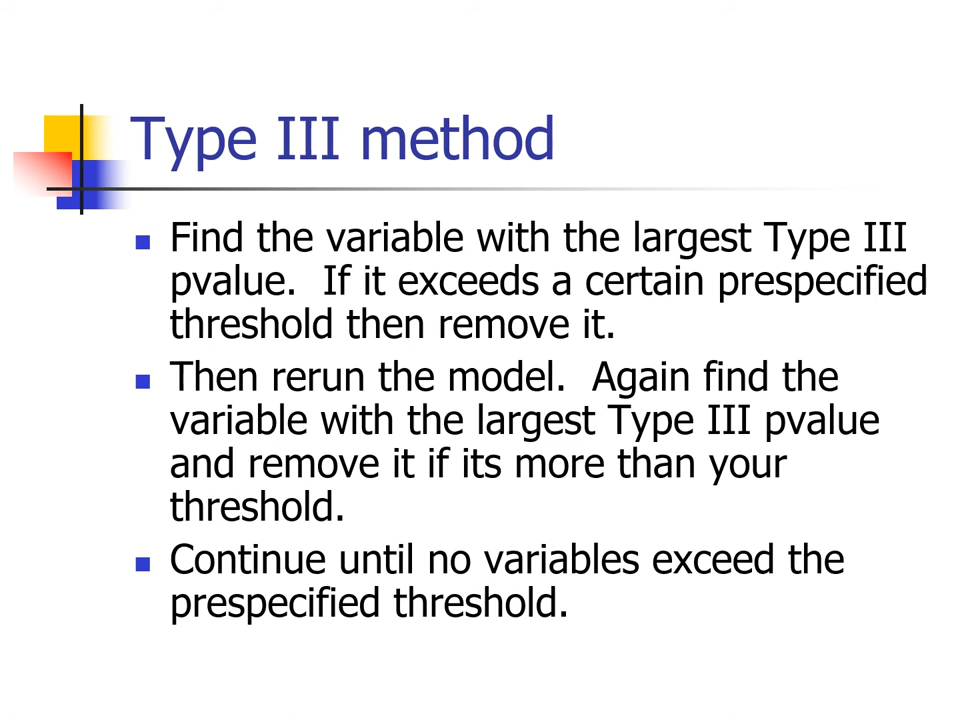 Type III method
Find the variable with the largest Type III
pvalue.  If it exceeds a certain prespecified
threshold then remove it.
Then rerun the model.  Again find the
variable with the largest Type III pvalue
and remove it if its more than your
threshold.
Continue until no variables exceed the
prespecified threshold.